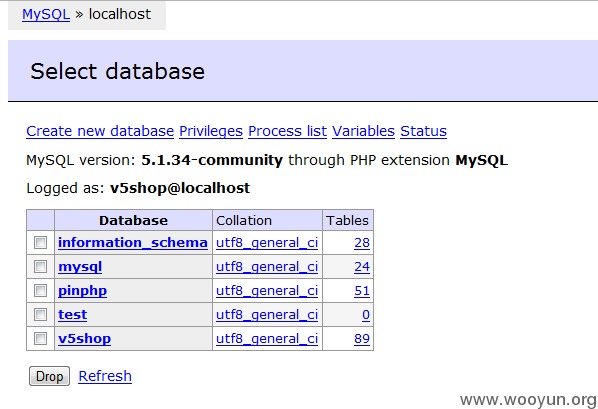 MySQL » localhost
Select database
Create new database Privileges Process list Variables Status
MySQL version: 5.1.34-community through PHP extension MySQL
Logged as: v5shop@localhost
Database Collation Tables
information_schema utf8_general_ci 28
mysql utf8_general_ci 24
pinphp utf8_general_ci 51
test utf8_general_ci 0
v5shop utf8_general_ci 89
Drop Refresh
www.wooyun.org